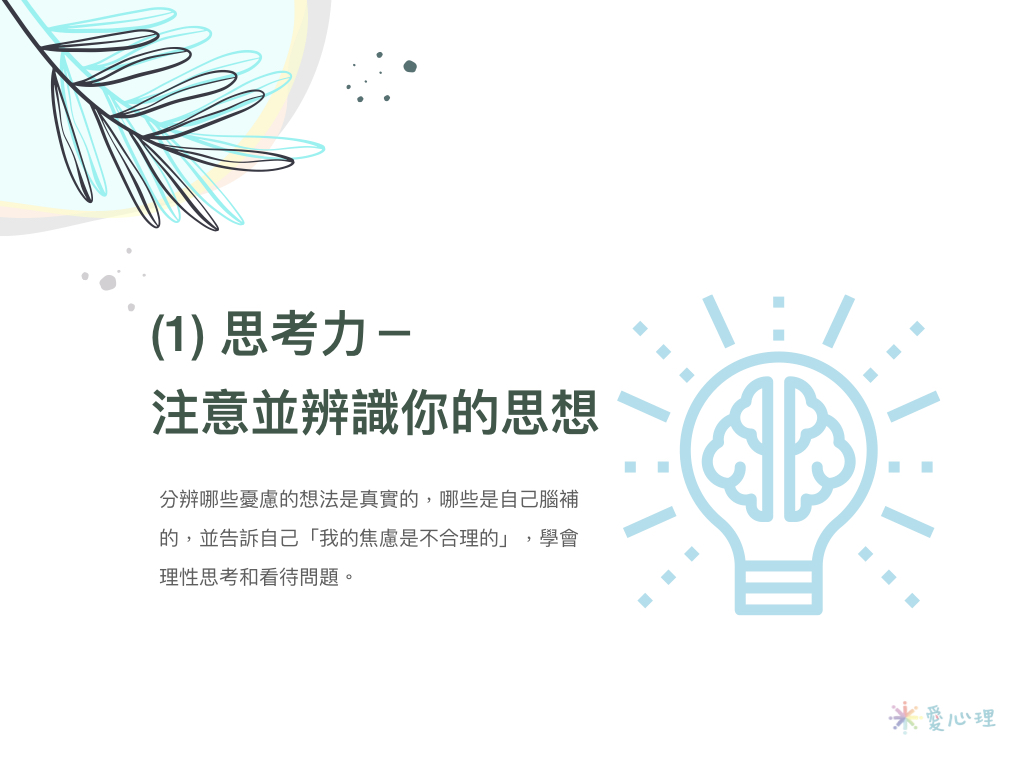 (1) 思考力 –
注意並辨識你的思想
分辨哪些憂慮的想法是真實的，哪些是自己腦補
的，並告訴自己「我的焦慮是不合理的」，學會
理性思考和看待問題。
愛心理